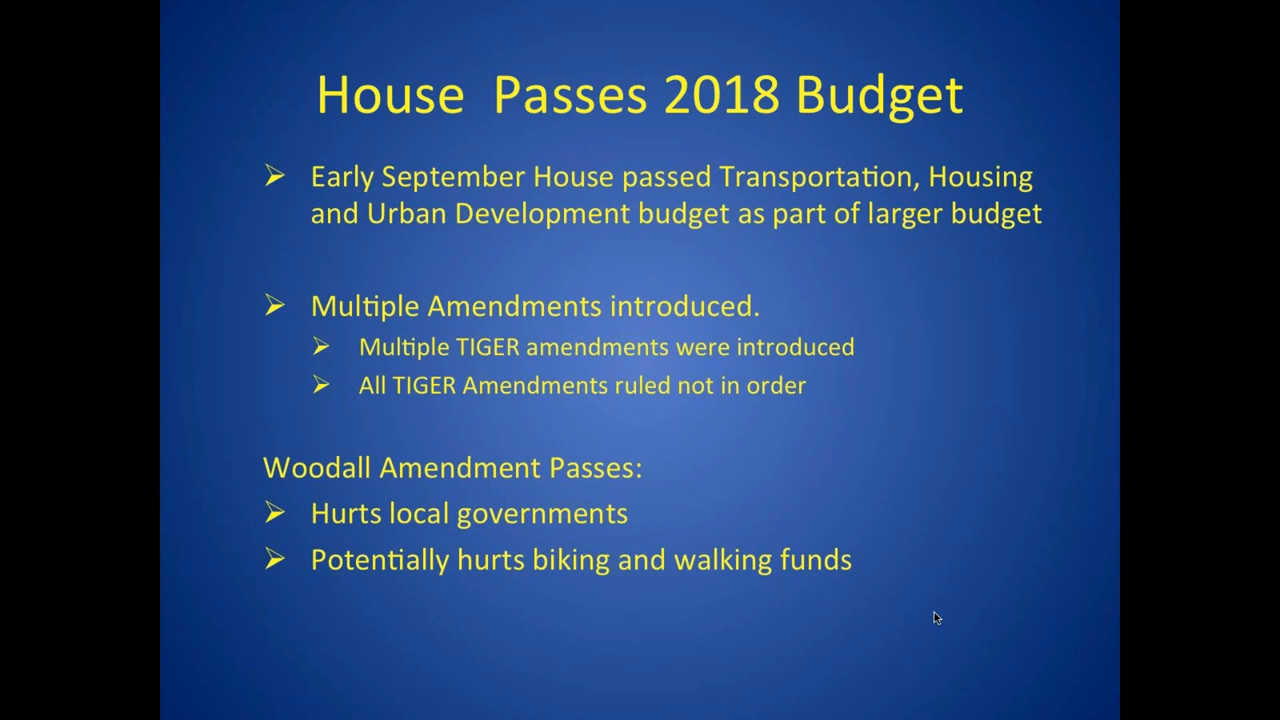 House  Passes 2018 Budget
➢ Early September House passed Transportation, Housing
and Urban Development budget as part of larger budget
➢ Multiple Amendments introduced.
➢ Multiple TIGER amendments were introduced
➢ All TIGER Amendments ruled not in order
Woodall Amendment Passes:
➢ Hurts local governments
➢ Potentially hurts biking and walking funds